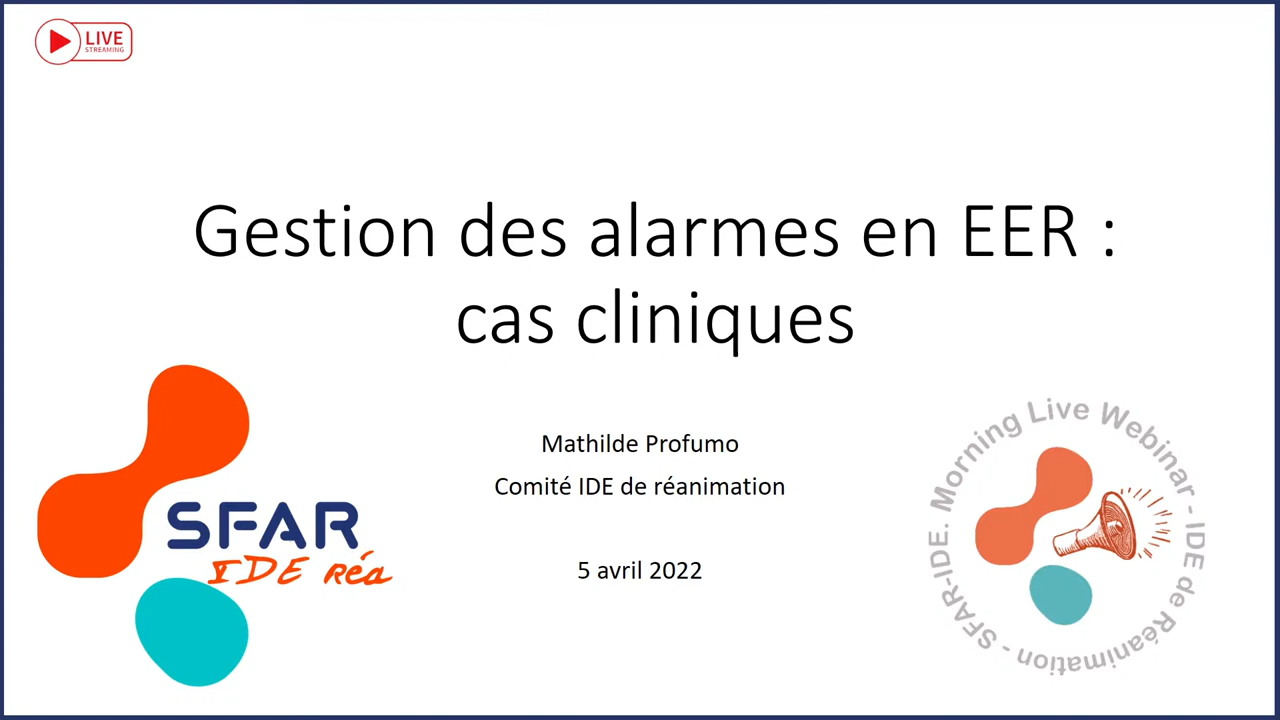 LIVE
STREAMING
Gestion des alarmes en EER :
cas cliniques
Mathilde Profumo
Comité IDE de réanimation
5 avril 2022
SFAR
IDE réa
SFAR-IDE. Morning Live Webinar - IDE de Réanimation -